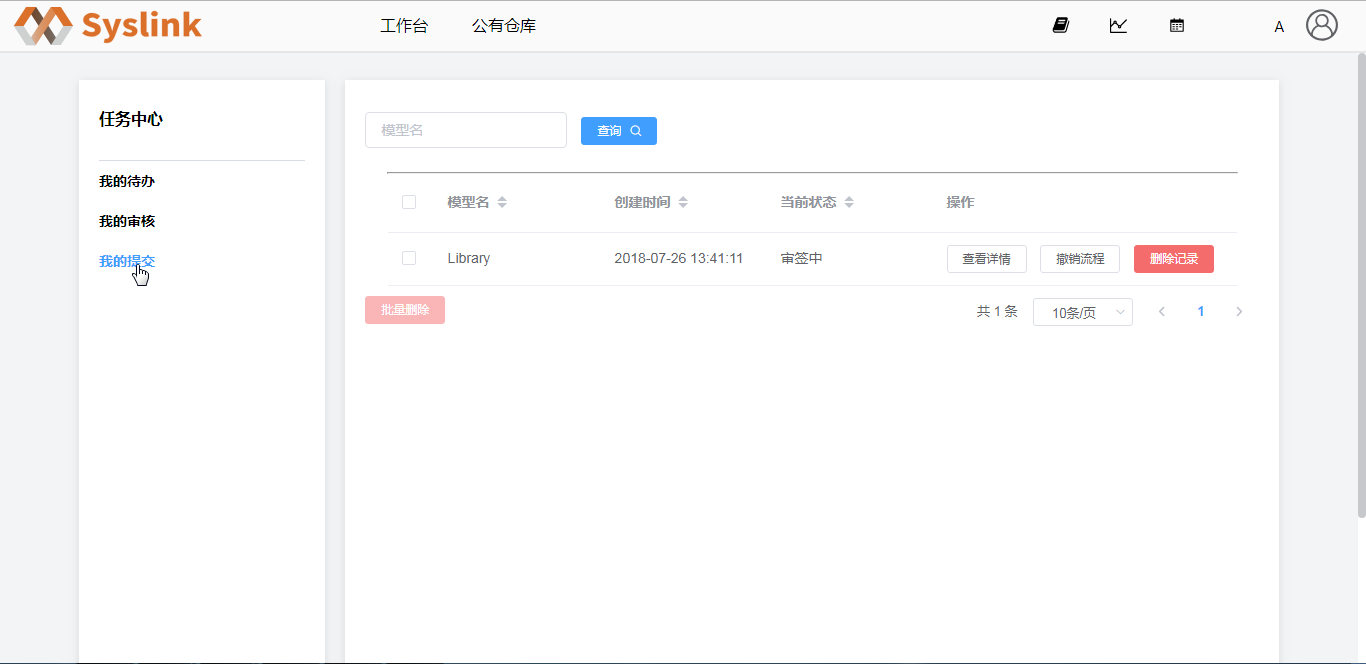 Syslink 工作台 公有仓库 A
任务中心
我的待办
我的审核
我的提交
模型名 查询
模型名 创建时间 当前状态 操作
Library 2018-07-26 13:41:11 审签中 查看详情 撤销流程 删除记录
批量删除 共 1 条 10条/页 1